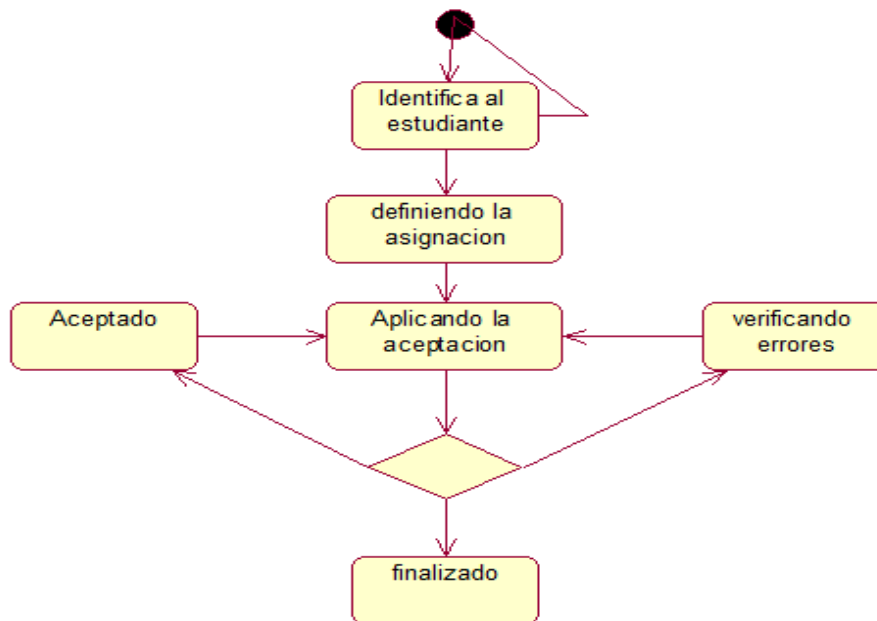 Identifica al
estudiante
definiendo la
asignacion
Aceptado
Aplicando la
aceptacion
verificando
errores
finalizado